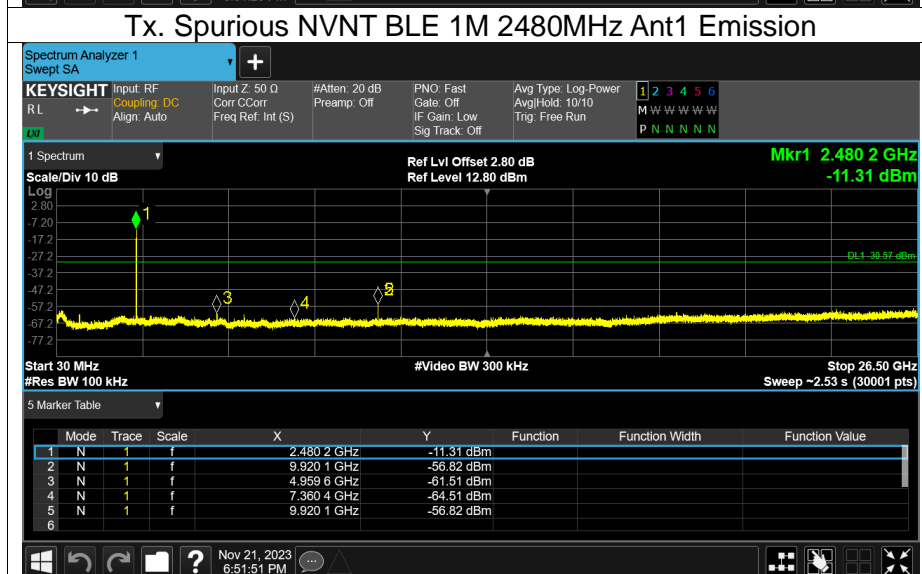 Tx. Spurious NVNT BLE 1M 2480MHz Ant1 Emission
Spectrum Analyzer 1
Swept SA
+
KEYSIGHT Input: RF Input Z: 50 Ω #Atten: 20 dB PNO: Fast Avg Type: Log-Power 1 2 3 4 5 6
R L Coupling: DC Corr CCorr Preamp: Off Gate: Off Avg|Hold: 10/10 M W W W W W
Align: Auto Freq Ref: Int (S) IF Gain: Low Trig: Free Run
LXI Sig Track: Off P N N N N N
1 Spectrum Ref Lvl Offset 2.80 dB Mkr1 2.480 2 GHz
Scale/Div 10 dB Ref Level 12.80 dBm -11.31 dBm
Log
2.80
1
-7.20
-17.2
-27.2 DL1 -30.57 dBm
-37.2
-47.2
3 4
-57.2
-67.2
-77.2
Start 30 MHz #Video BW 300 kHz Stop 26.50 GHz
#Res BW 100 kHz Sweep ~2.53 s (30001 pts)
5 Marker Table
Mode Trace Scale X Y Function Function Width Function Value
1 N 1 f 2.480 2 GHz -11.31 dBm
2 N 1 f 9.920 1 GHz -56.82 dBm
3 N 1 f 4.959 6 GHz -61.51 dBm
4 N 1 f 7.360 4 GHz -64.51 dBm
5 N 1 f 9.920 1 GHz -56.82 dBm
6
? Nov 21, 2023
6:51:51 PM